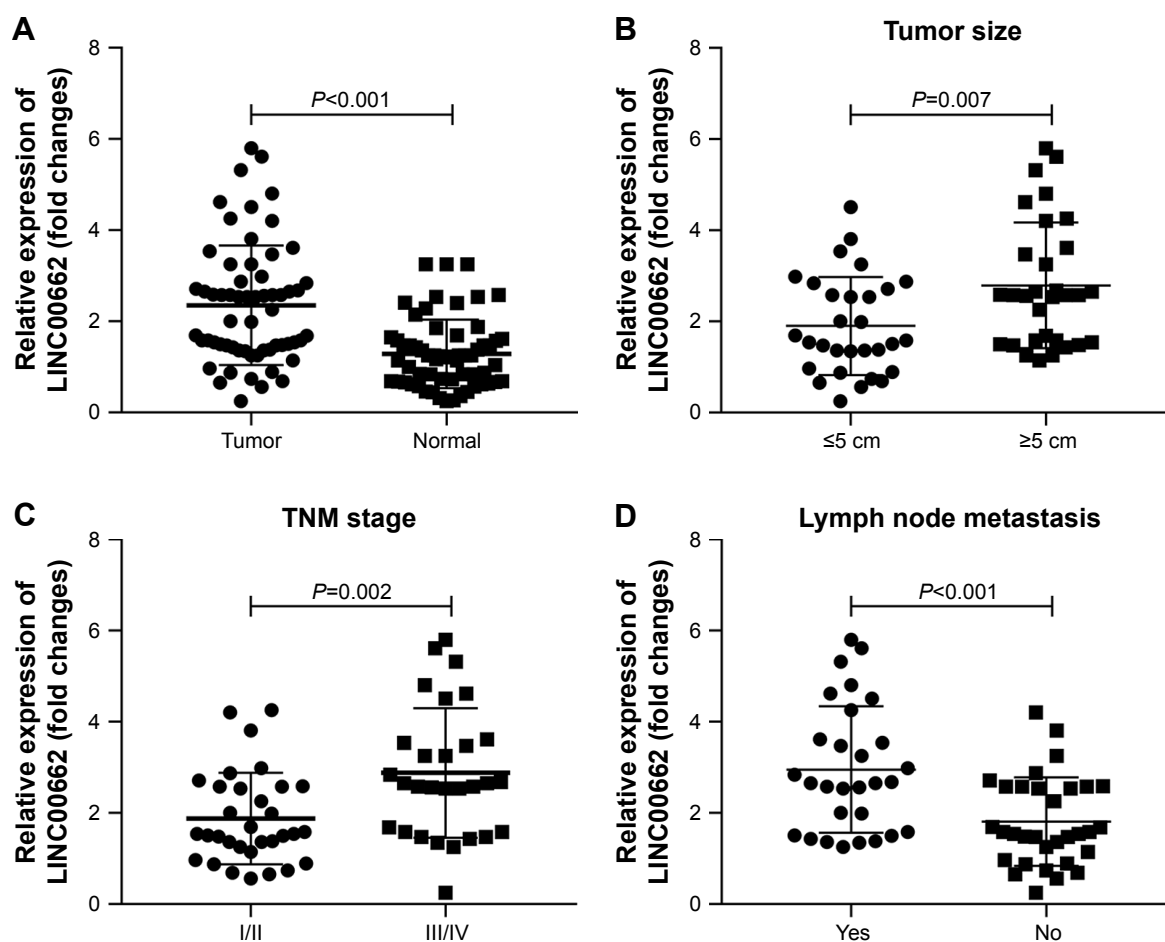 A
Relative expression of
LINC00662 (fold changes)
8
6
4
2
0
P<0.001
Tumor
Normal
B
Tumor size
Relative expression of
LINC00662 (fold changes)
8
6
4
2
0
P=0.007
≤5 cm
≥5 cm
C
TNM stage
Relative expression of
LINC00662 (fold changes)
8
6
4
2
0
P=0.002
I/II
III/IV
D
Lymph node metastasis
Relative expression of
LINC00662 (fold changes)
8
6
4
2
0
P<0.001
Yes
No